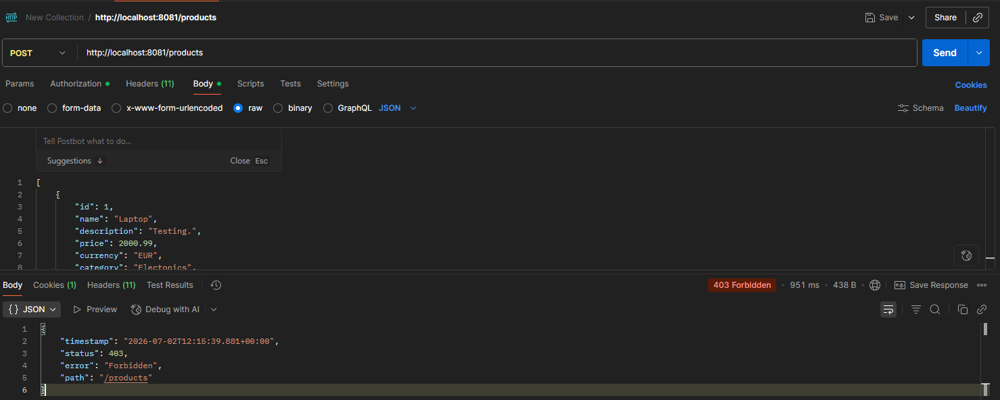 HTTP New Collection / http://localhost:8081/products Save Share
POST http://localhost:8081/products Send
Params Authorization Headers (11) Body Scripts Tests Settings Cookies
none form-data x-www-form-urlencoded raw binary GraphQL JSON Schema Beautify
Tell Postbot what to do...
Suggestions ↓ Close Esc
1 [
2 {
3 "id": 1,
4 "name": "Laptop",
5 "description": "Testing.",
6 "price": 2000.99,
7 "currency": "EUR",
8 "category": "Electonics",
Body Cookies (1) Headers (11) Test Results 403 Forbidden • 951 ms • 438 B • e.g. Save Response
{} JSON Preview Debug with AI
1 {
2 "timestamp": "2026-07-02T12:15:39.881+00:00",
3 "status": 403,
4 "error": "Forbidden",
5 "path": "/products"
6 }